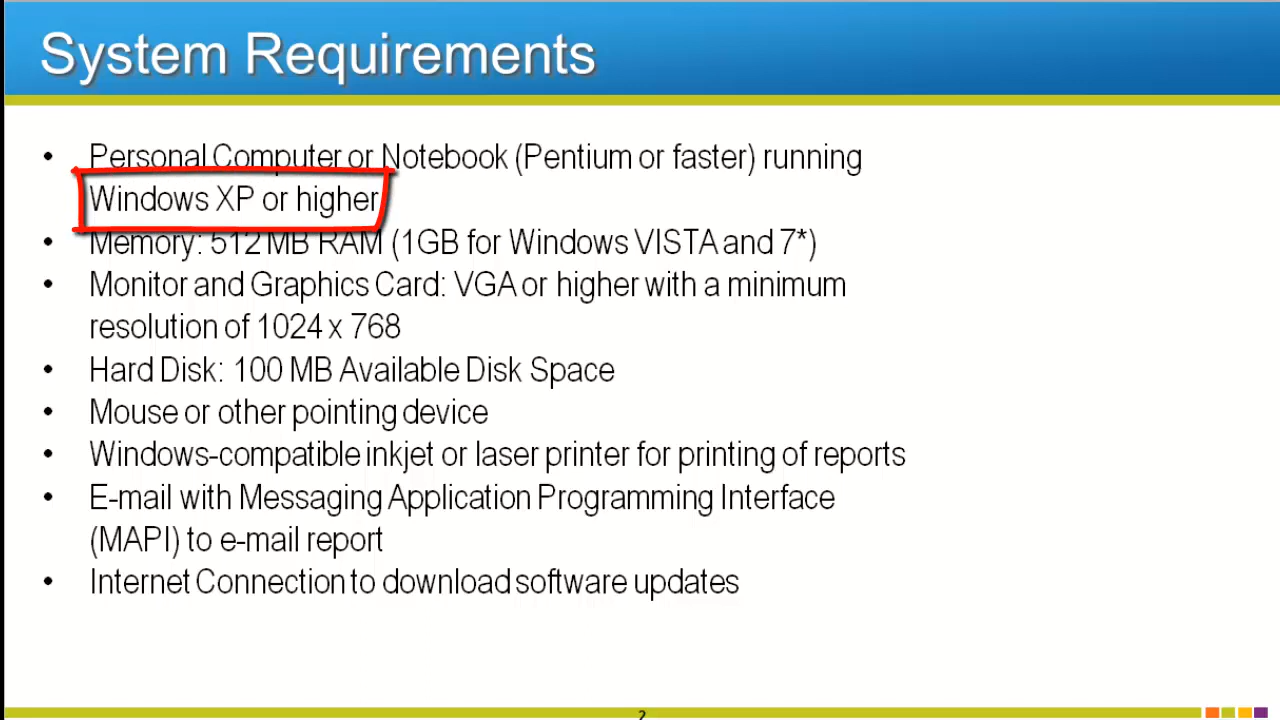 System Requirements
• Personal Computer or Notebook (Pentium or faster) running
Windows XP or higher
• Memory: 512 MB RAM (1GB for Windows VISTA and 7*)
• Monitor and Graphics Card: VGA or higher with a minimum
resolution of 1024 x 768
• Hard Disk: 100 MB Available Disk Space
• Mouse or other pointing device
• Windows-compatible inkjet or laser printer for printing of reports
• E-mail with Messaging Application Programming Interface
(MAPI) to e-mail report
• Internet Connection to download software updates
2